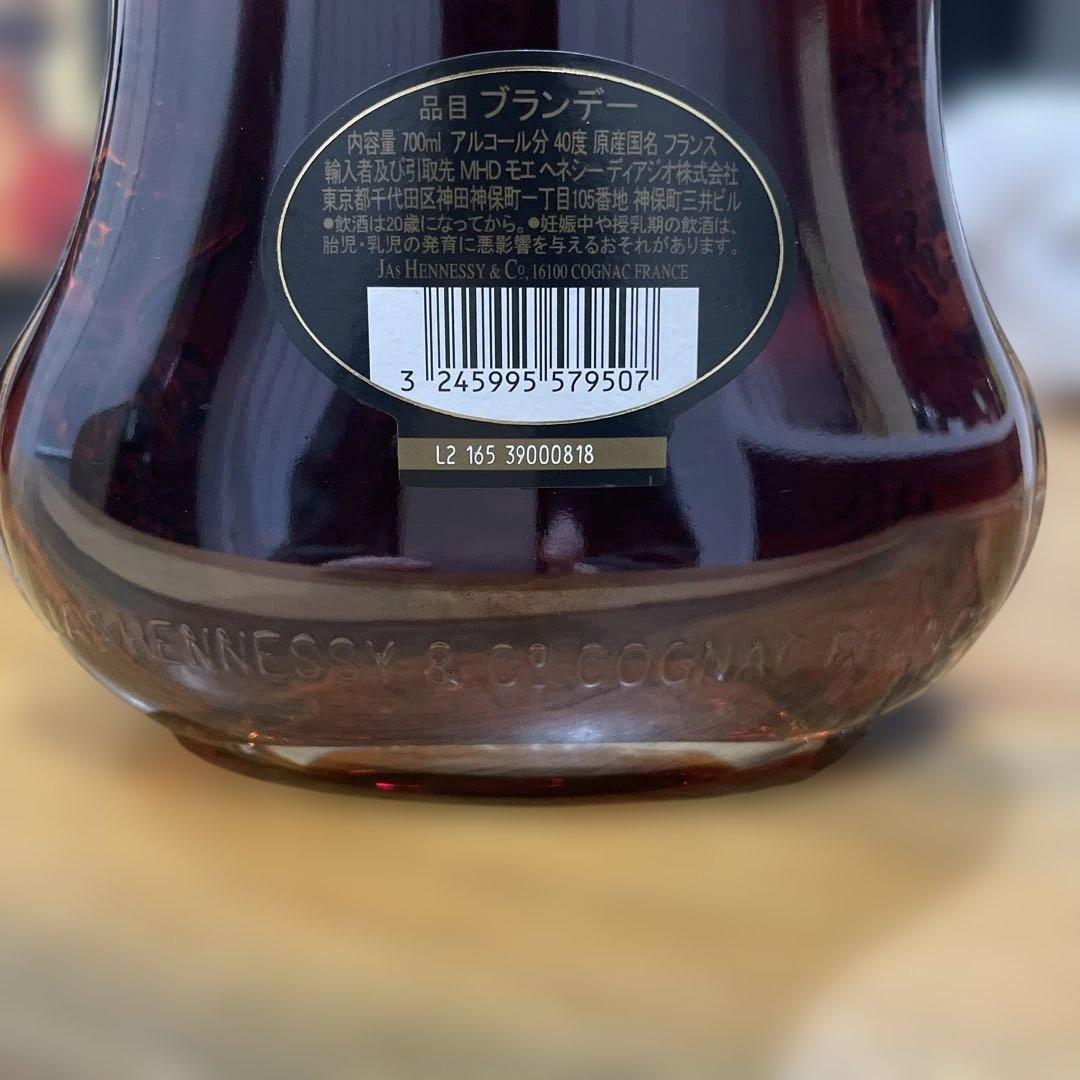 品目 ブランデー
内容量 700ml アルコール分 40度 原産国名 フランス
輸入者及び引取先 MHD モエ ヘネシー ディアジオ株式会社
東京都千代田区神田神保町一丁目105番地 神保町三井ビル
●飲酒は20歳になってから。●妊娠中や授乳期の飲酒は、
胎児・乳児の発育に悪影響を与えるおそれがあります。
JAS HENNESSY & Cº, 16100 COGNAC FRANCE
3 245995 579507
L2 165 39000818
JAS HENNESSY & Cº COGNAC FRANCE